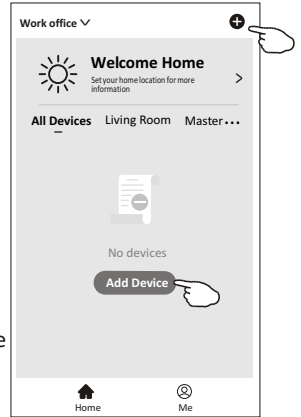 Work office
Welcome Home
Set your home location for more
information
All Devices Living Room Master •••
No devices
Add Device
e
Home Me